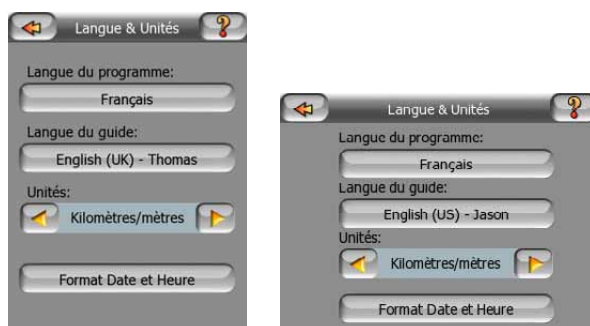 Langue & Unités
Langue du programme:
Français
Langue du guide:
English (UK) - Thomas
Unités:
Kilomètres/mètres
Format Date et Heure
Langue & Unités
Langue du programme:
Français
Langue du guide:
English (US) - Jason
Unités:
Kilomètres/mètres
Format Date et Heure